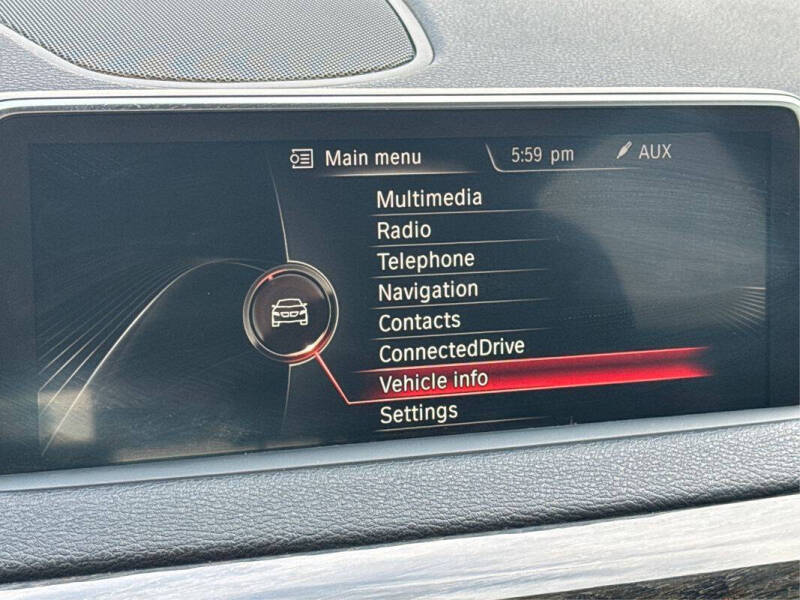 Main menu
5:59 pm
AUX
Multimedia
Radio
Telephone
Navigation
Contacts
ConnectedDrive
Vehicle info
Settings